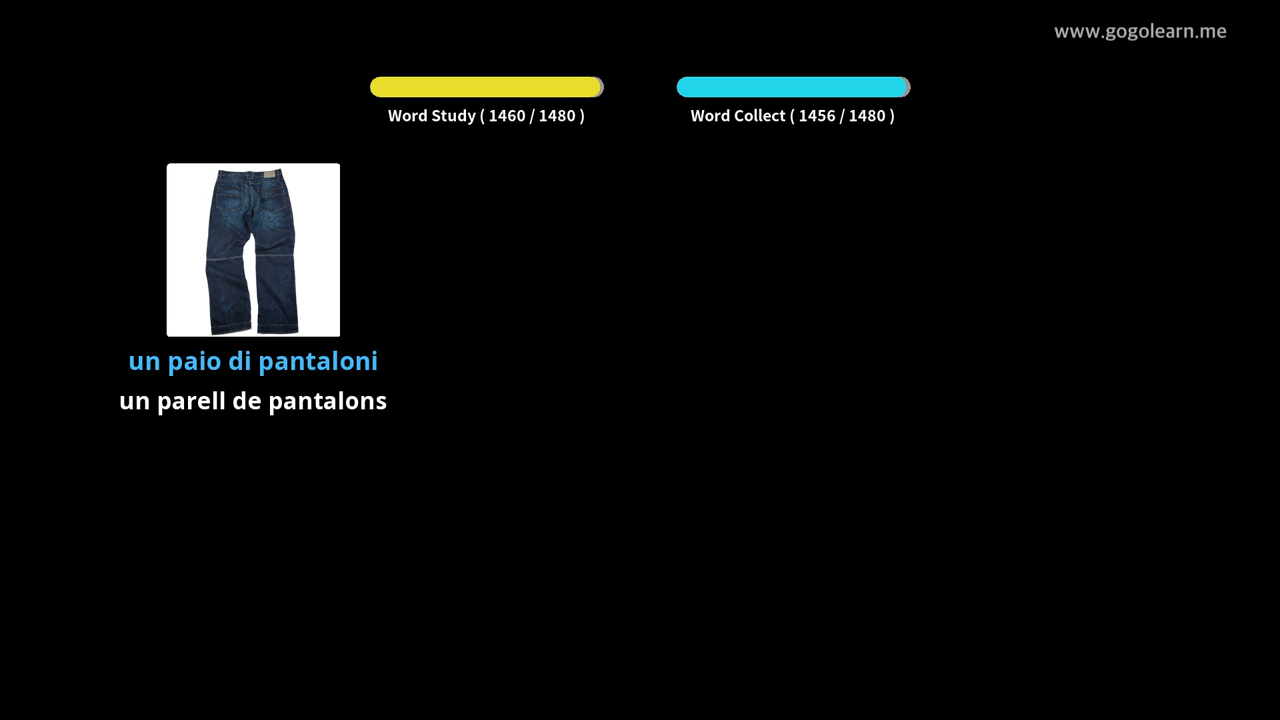 www.gogolearn.me
Word Study ( 1460 / 1480 )
Word Collect ( 1456 / 1480 )
un paio di pantaloni
un parell de pantalons